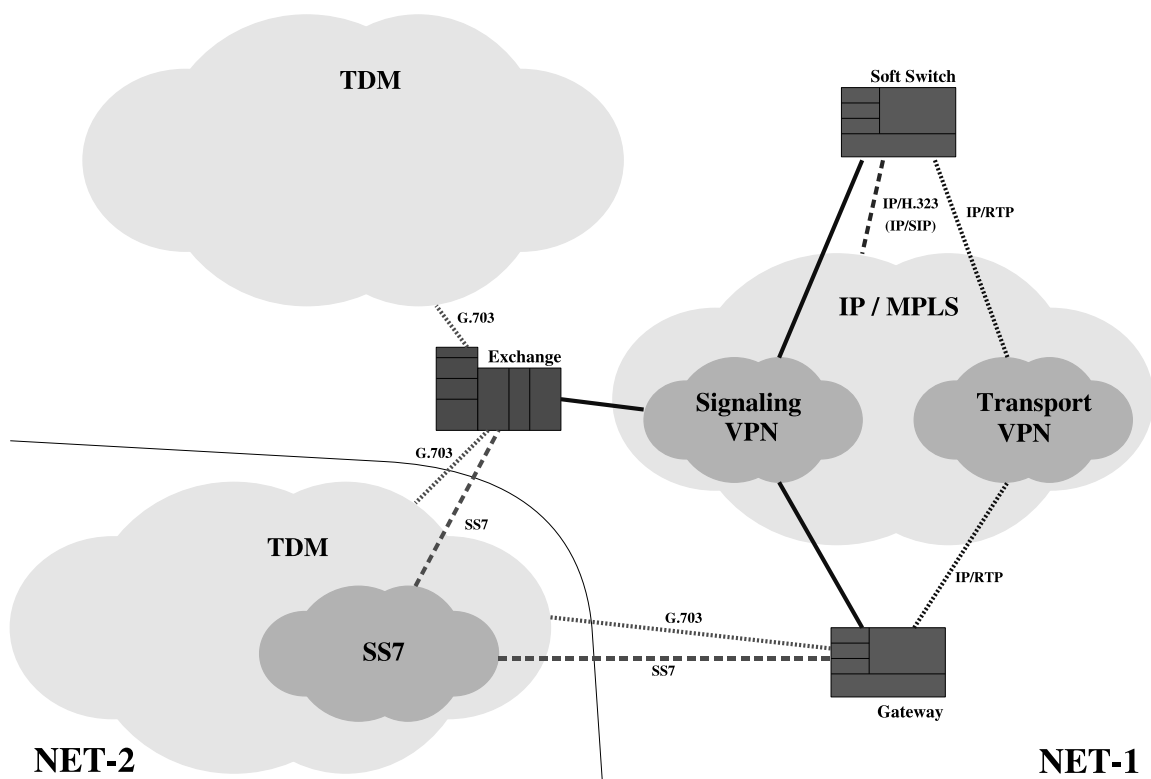 TDM
Soft Switch
IP/H.323
(IP/SIP)
IP/RTP
IP / MPLS
G.703
Exchange
Signaling
VPN
Transport
VPN
G.703
SS7
TDM
IP/RTP
G.703
SS7
SS7
Gateway
NET-2
NET-1